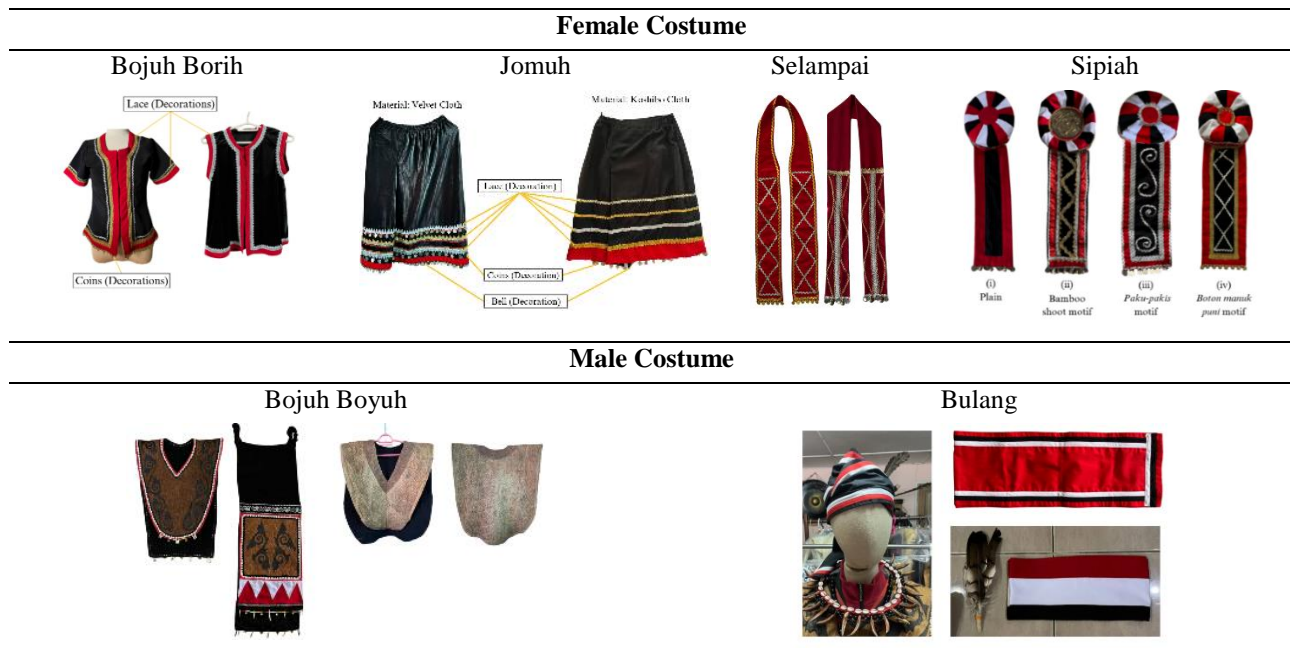 Female Costume
Bojuh Borih
Jomuh
Selampai
Sipiah
Lace (Decorations)
Coins (Decorations)
Material: Velvet Cloth
Material: Koshibo Cloth
Lace (Decoration)
Coins (Decoration)
Bell (Decoration)
(i)
Plain
(ii)
Bamboo
shoot motif
(iii)
Paku-pakis
motif
(iv)
Boton manuk
puni motif
Male Costume
Bojuh Boyuh
Bulang